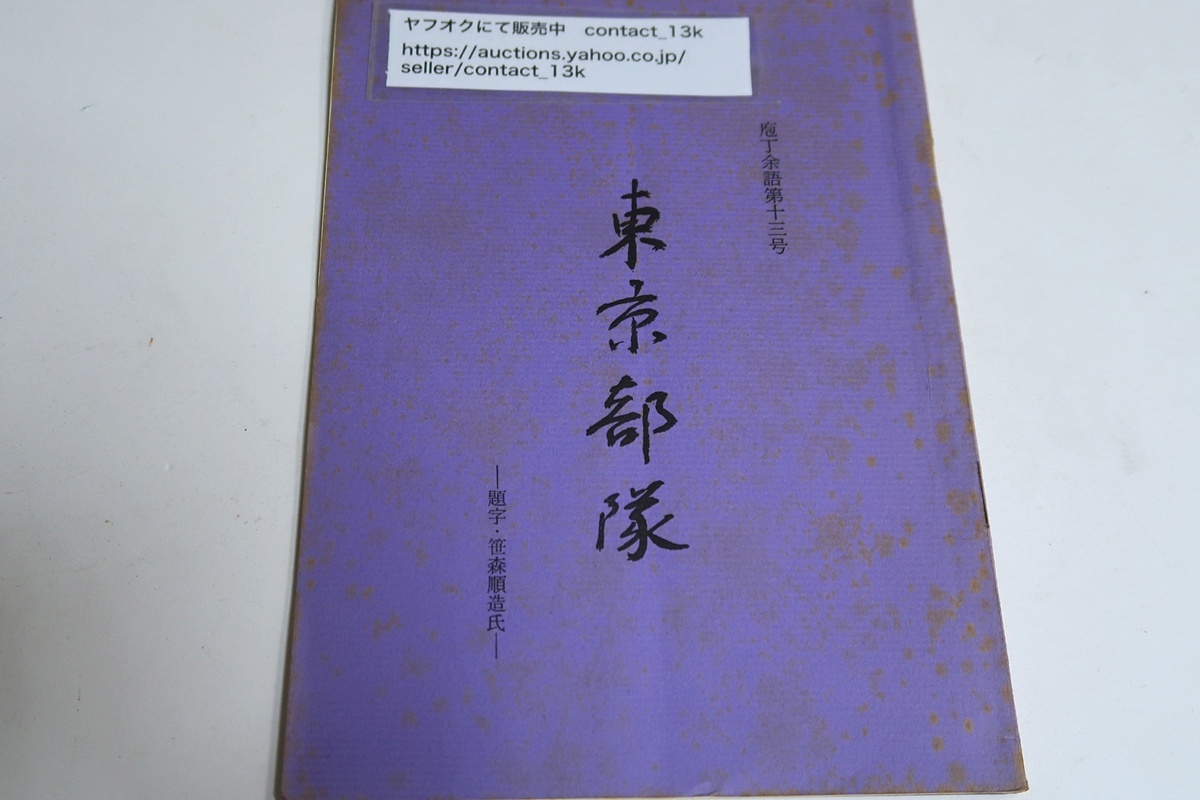 ヤフオクにて販売中　contact_13k
https://auctions.yahoo.co.jp/
seller/contact_13k
庖丁余語第十三号
東京部隊
―題字・笹森順造氏―